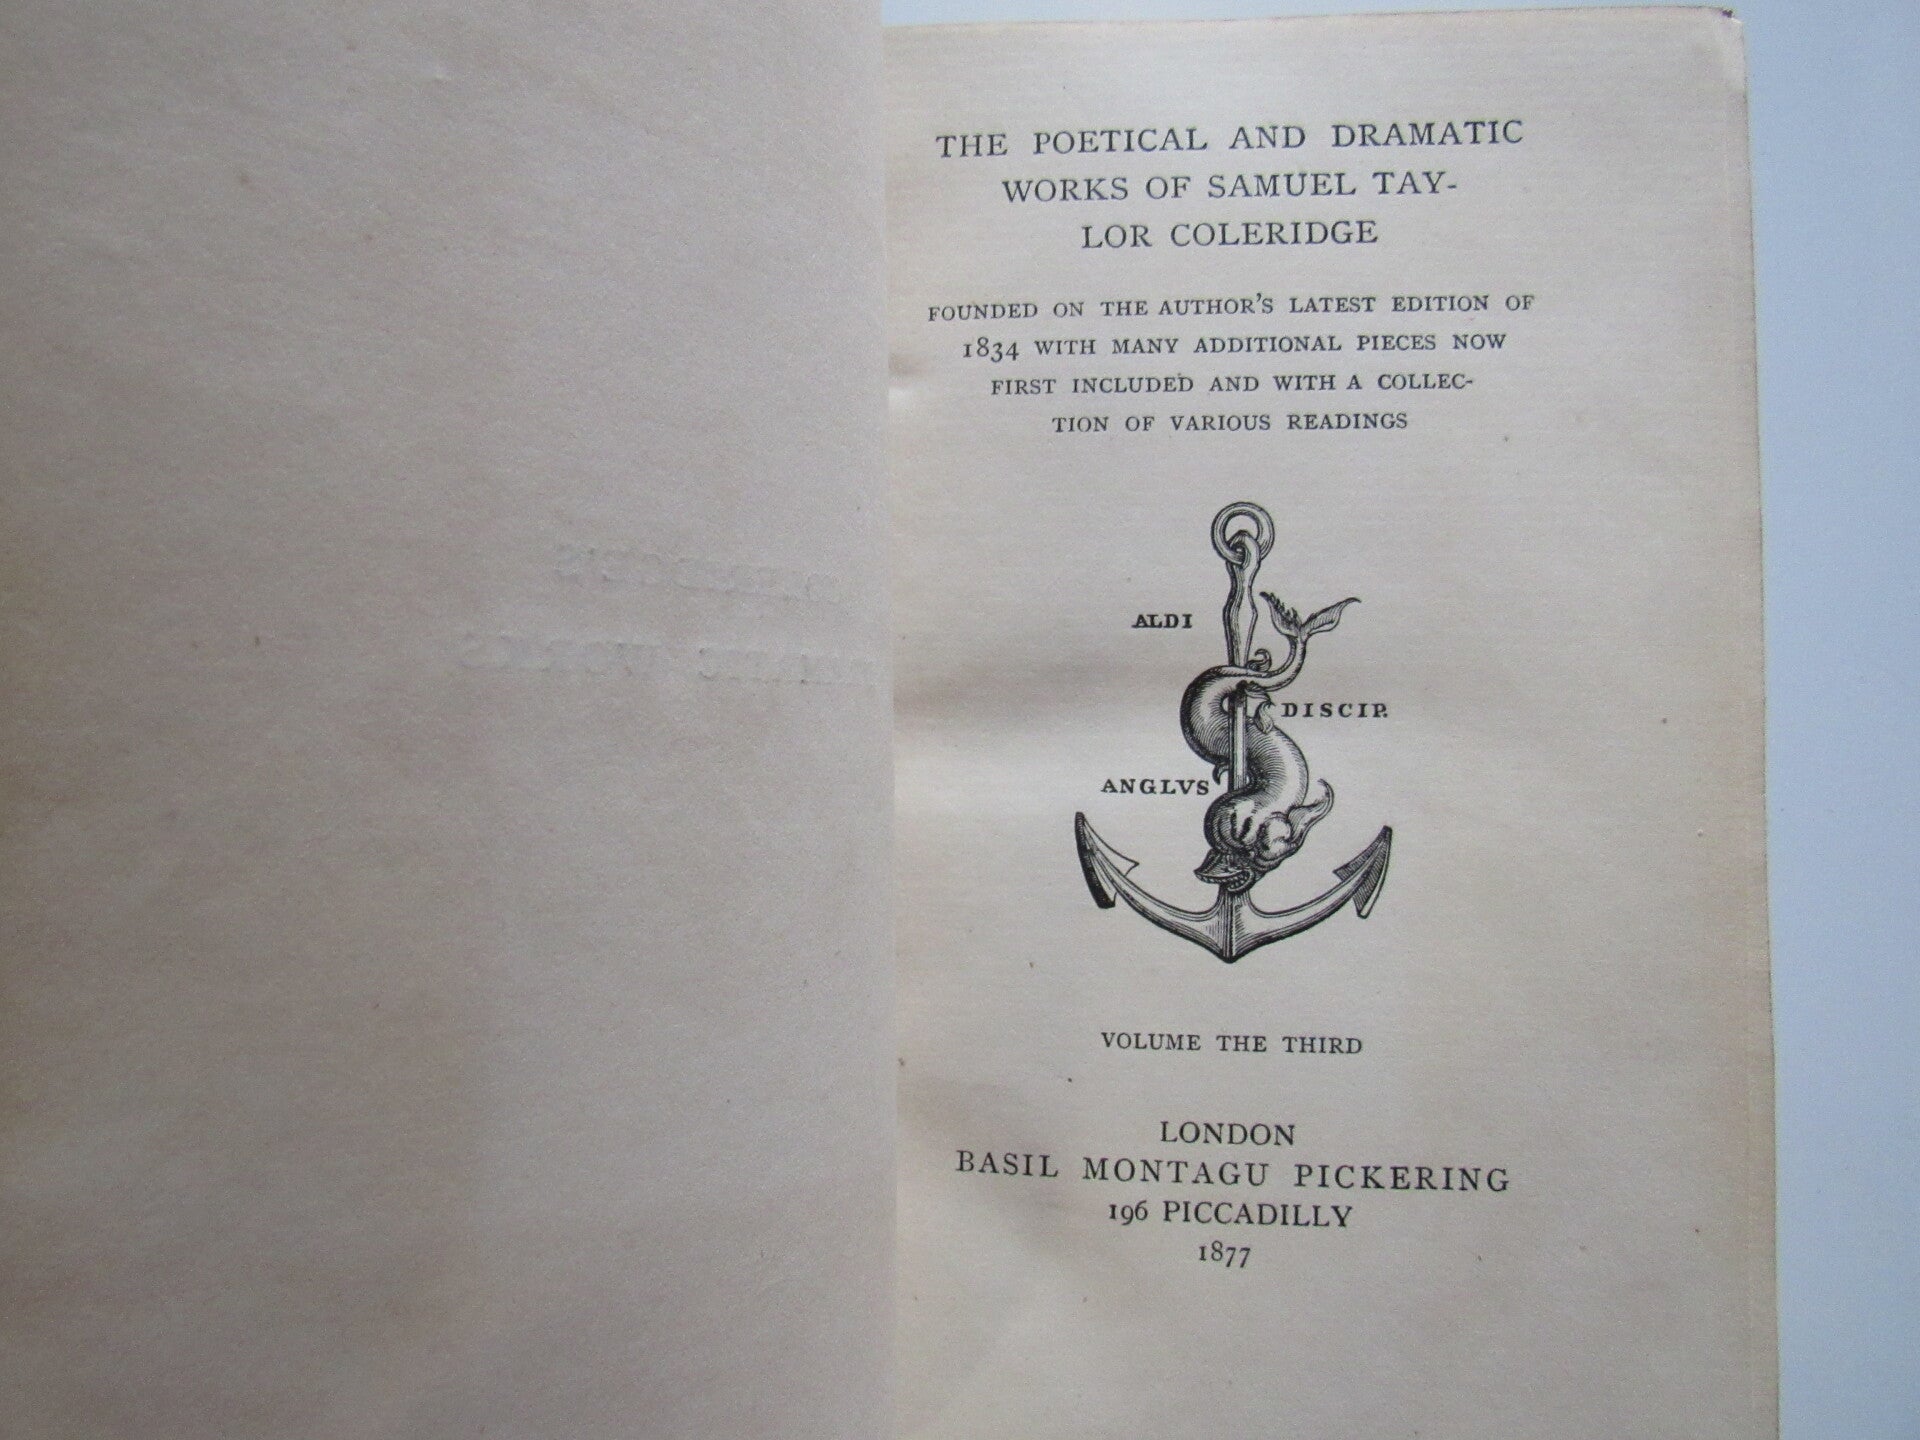 THE POETICAL AND DRAMATIC
WORKS OF SAMUEL TAY-
LOR COLERIDGE
FOUNDED ON THE AUTHOR'S LATEST EDITION OF
1834 WITH MANY ADDITIONAL PIECES NOW
FIRST INCLUDED AND WITH A COLLEC-
TION OF VARIOUS READINGS
ALDI
DISCIP.
ANGLVS
VOLUME THE THIRD
LONDON
BASIL MONTAGU PICKERING
196 PICCADILLY
1877